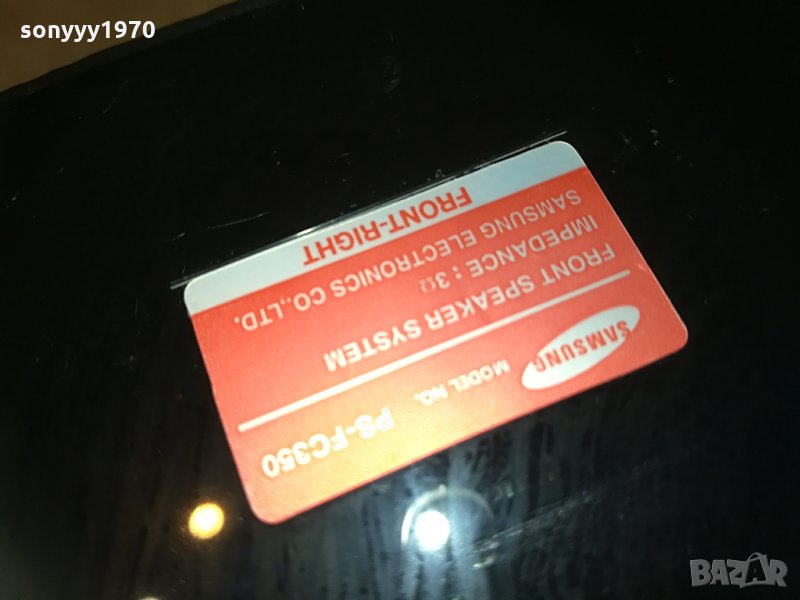 sonyyy1970
SAMSUNG MODEL NO. PS-FC350
FRONT SPEAKER SYSTEM
IMPEDANCE : 3Ω
SAMSUNG ELECTRONICS CO.,LTD.
FRONT-RIGHT
BAZAR